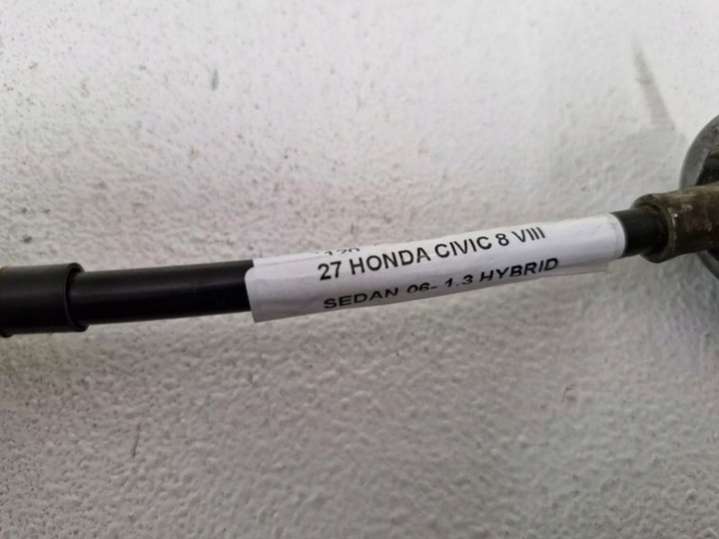 27 HONDA CIVIC 8 VIII
SEDAN 06- 1.3 HYBRID